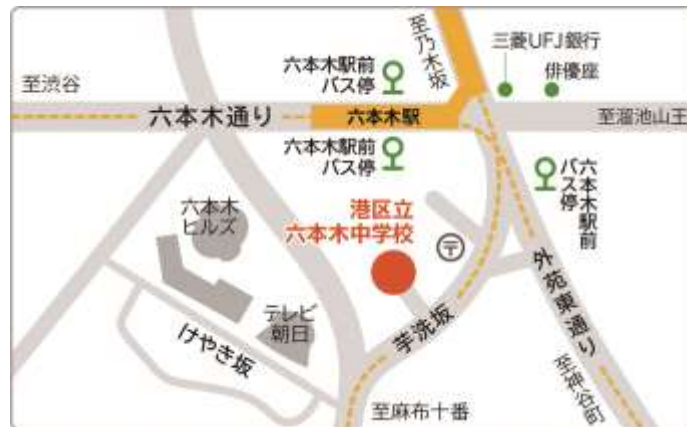 至乃木坂
三菱UFJ銀行
俳優座
六本木駅前
バス停
至渋谷
六本木通り
六本木駅
至溜池山王
六本木駅前
バス停
六本木駅前
バス停
港区立
六本木中学校
六本木
ヒルズ
〒
外苑東通り
テレビ
朝日
芋洗坂
けやき坂
至神谷町
至麻布十番